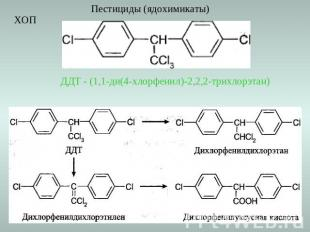 Пестициды (ядохимикаты)
ХОП
Cl CH Cl
CCl3
ДДТ - (1,1-ди(4-хлорфенил)-2,2,2-трихлорэтан)
Cl CH Cl Cl CH Cl
CCl3 CHCl2
ДДТ Дихлорфенилдихлорэтан
Cl C Cl Cl CH Cl
CCl2 COOH
Дихлорфенилдихлорэтилен Дихлорфенилуксусная кислота